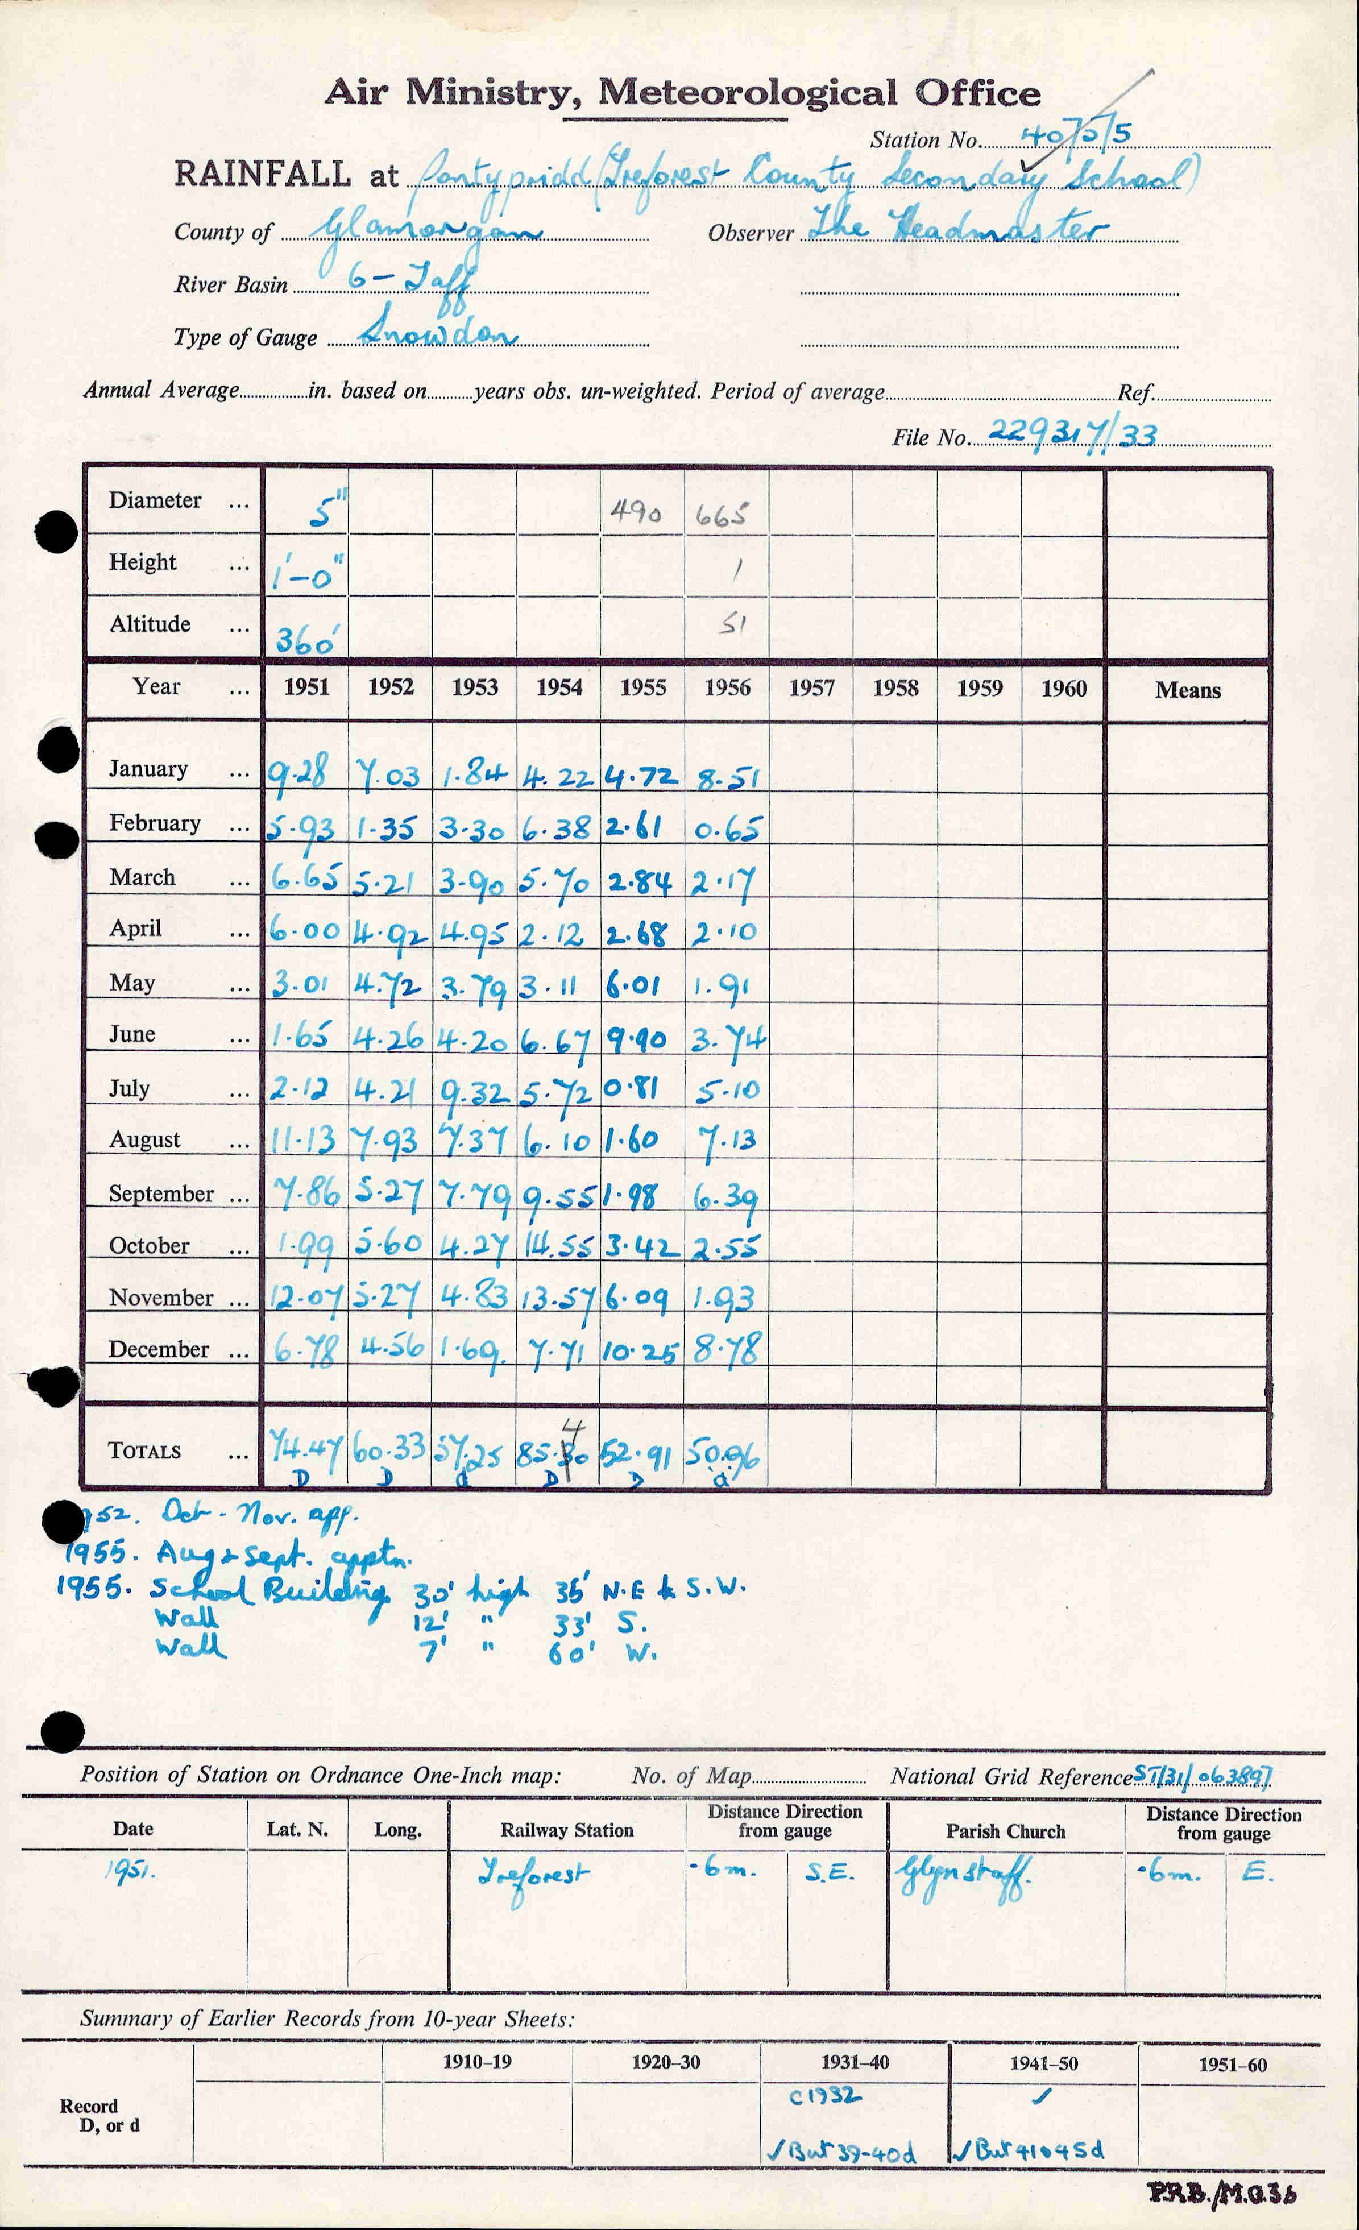 Air Ministry, Meteorological Office
Station No. 407515
RAINFALL at Pontypridd (Treforest County Secondary School)
County of Glamorgan Observer The Headmaster
River Basin 6 - Taff
Type of Gauge Snowdon
Annual Average in. based on years obs. un-weighted. Period of average Ref.
File No. 229317/33
Diameter ... 5" 490 665
Height ... 1'-0" 1
Altitude ... 360' 51
Year ... 1951 1952 1953 1954 1955 1956 1957 1958 1959 1960 Means
January ... 9.28 7.03 1.84 4.22 4.72 8.51
February ... 5.93 1.35 3.30 6.38 2.61 0.65
March ... 6.65 5.21 3.90 5.70 2.84 2.17
April ... 6.00 4.92 4.95 2.12 2.68 2.10
May ... 3.01 4.72 3.79 3.11 6.01 1.91
June ... 1.65 4.26 4.20 6.67 9.90 3.74
July ... 2.12 4.21 9.32 5.72 0.81 5.10
August ... 11.13 7.93 7.37 6.10 1.60 7.13
September ... 7.86 5.27 7.79 9.55 1.98 6.39
October ... 1.99 5.60 4.27 14.55 3.42 2.55
November ... 12.07 5.27 4.83 13.57 6.09 1.93
December ... 6.78 4.56 1.69. 7.71 10.25 8.78
4
TOTALS ... 74.47 60.33 57.25 85.30 52.91 50.96
D D d D D d
952. Oct - Nov. app.
1955. Aug & Sept. apptn.
1955. School Building 30' high 35' N.E & S.W.
Wall 12' " 33' S.
Wall 7' " 60' W.
Position of Station on Ordnance One-Inch map: No. of Map National Grid Reference ST/31/063897
Distance Direction Distance Direction
Date Lat. N. Long. Railway Station from gauge Parish Church from gauge
1951. Treforest .6m. S.E. Glyntaff. .6m. E.
Summary of Earlier Records from 10-year Sheets:
1910–19 1920–30 1931–40 1941–50 1951–60
Record c1932 ✓
D, or d
✓But 39-40d ✓But 41045d
P.R.B./M.O.36